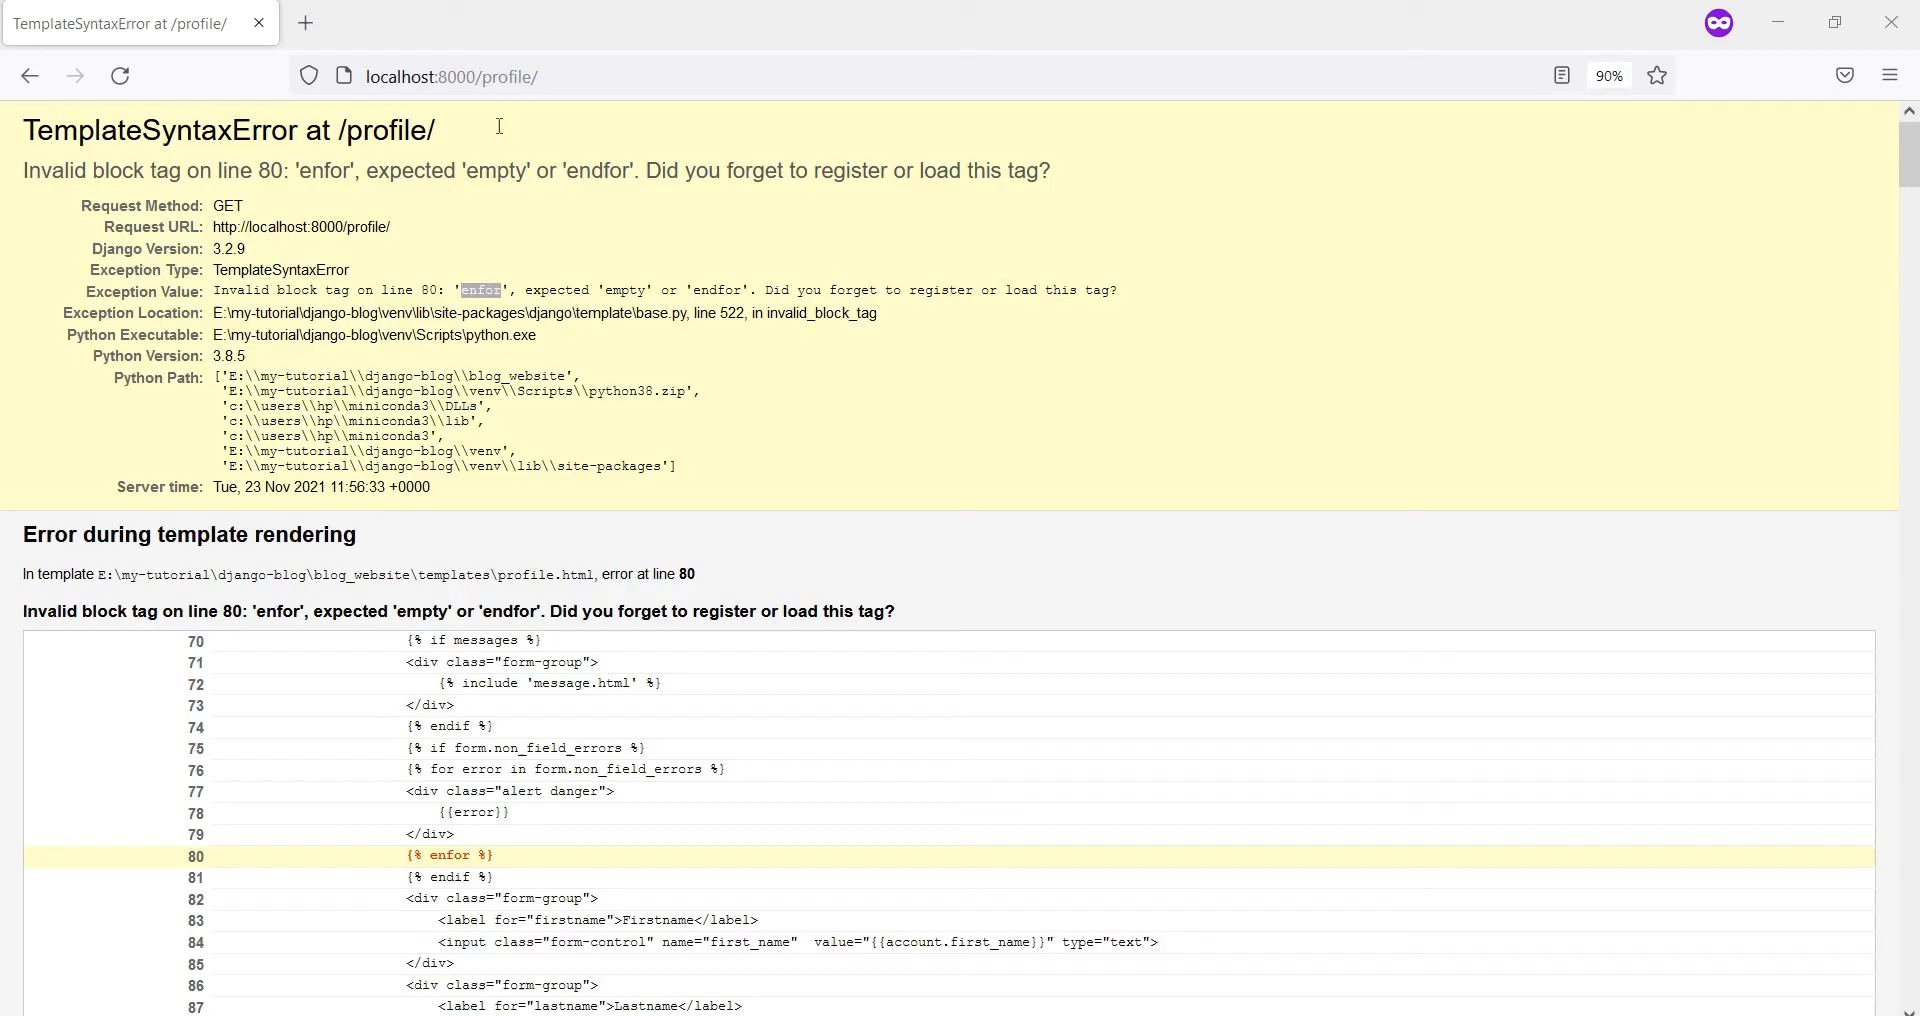 TemplateSyntaxError at /profile/
localhost:8000/profile/
90%
TemplateSyntaxError at /profile/
Invalid block tag on line 80: 'enfor', expected 'empty' or 'endfor'. Did you forget to register or load this tag?
Request Method: GET
Request URL: http://localhost:8000/profile/
Django Version: 3.2.9
Exception Type: TemplateSyntaxError
Exception Value: Invalid block tag on line 80: 'enfor', expected 'empty' or 'endfor'. Did you forget to register or load this tag?
Exception Location: E:\my-tutorial\django-blog\venv\lib\site-packages\django\template\base.py, line 522, in invalid_block_tag
Python Executable: E:\my-tutorial\django-blog\venv\Scripts\python.exe
Python Version: 3.8.5
Python Path: ['E:\\my-tutorial\\django-blog\\blog_website',
'E:\\my-tutorial\\django-blog\\venv\\Scripts\\python38.zip',
'c:\\users\\hp\\miniconda3\\DLLs',
'c:\\users\\hp\\miniconda3\\lib',
'c:\\users\\hp\\miniconda3',
'E:\\my-tutorial\\django-blog\\venv',
'E:\\my-tutorial\\django-blog\\venv\\lib\\site-packages']
Server time: Tue, 23 Nov 2021 11:56:33 +0000
Error during template rendering
In template E:\my-tutorial\django-blog\blog_website\templates\profile.html, error at line 80
Invalid block tag on line 80: 'enfor', expected 'empty' or 'endfor'. Did you forget to register or load this tag?
70 {% if messages %}
71 <div class="form-group">
72 {% include 'message.html' %}
73 </div>
74 {% endif %}
75 {% if form.non_field_errors %}
76 {% for error in form.non_field_errors %}
77 <div class="alert danger">
78 {{error}}
79 </div>
80 {% enfor %}
81 {% endif %}
82 <div class="form-group">
83 <label for="firstname">Firstname</label>
84 <input class="form-control" name="first_name"  value="{{account.first_name}}" type="text">
85 </div>
86 <div class="form-group">
87 <label for="lastname">Lastname</label>